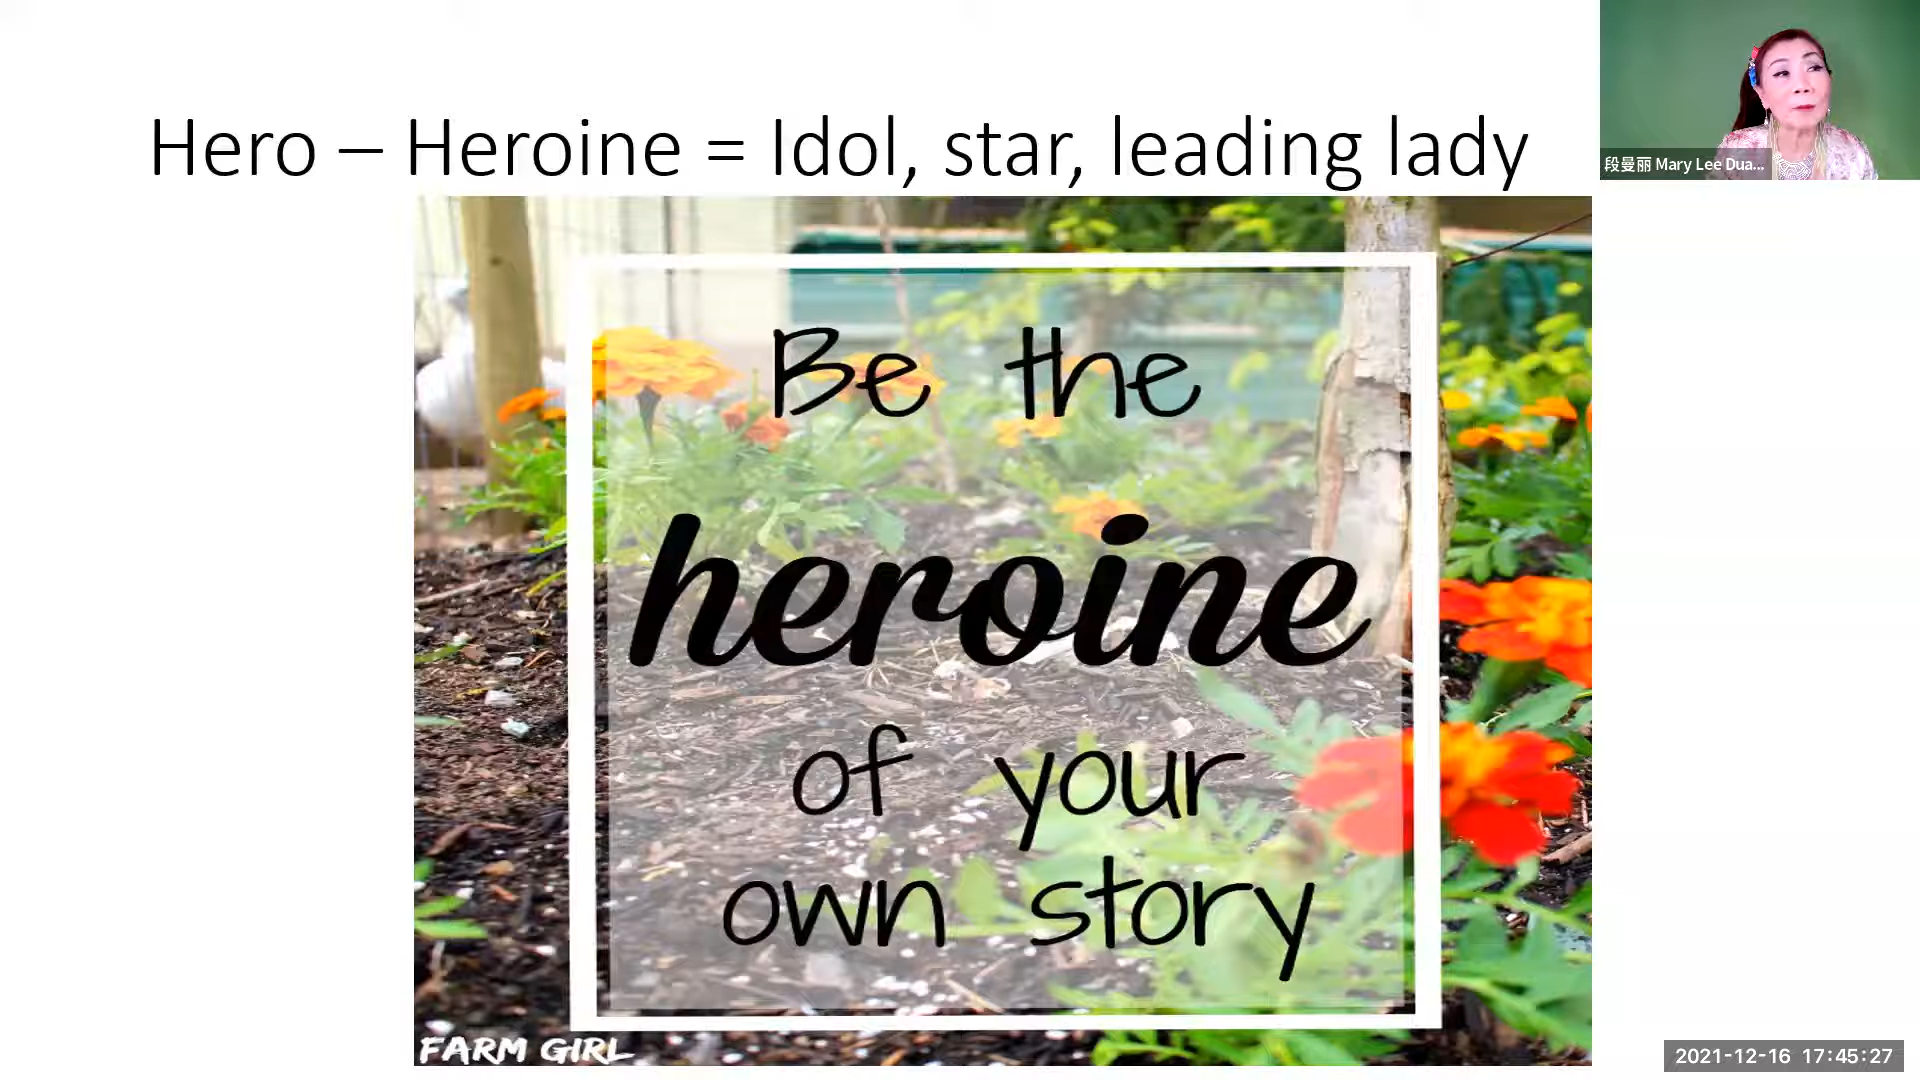 Hero – Heroine = Idol, star, leading lady
段曼丽 Mary Lee Dua...
Be the
heroine
of your
own story
FARM GIRL
2021-12-16 17:45:27